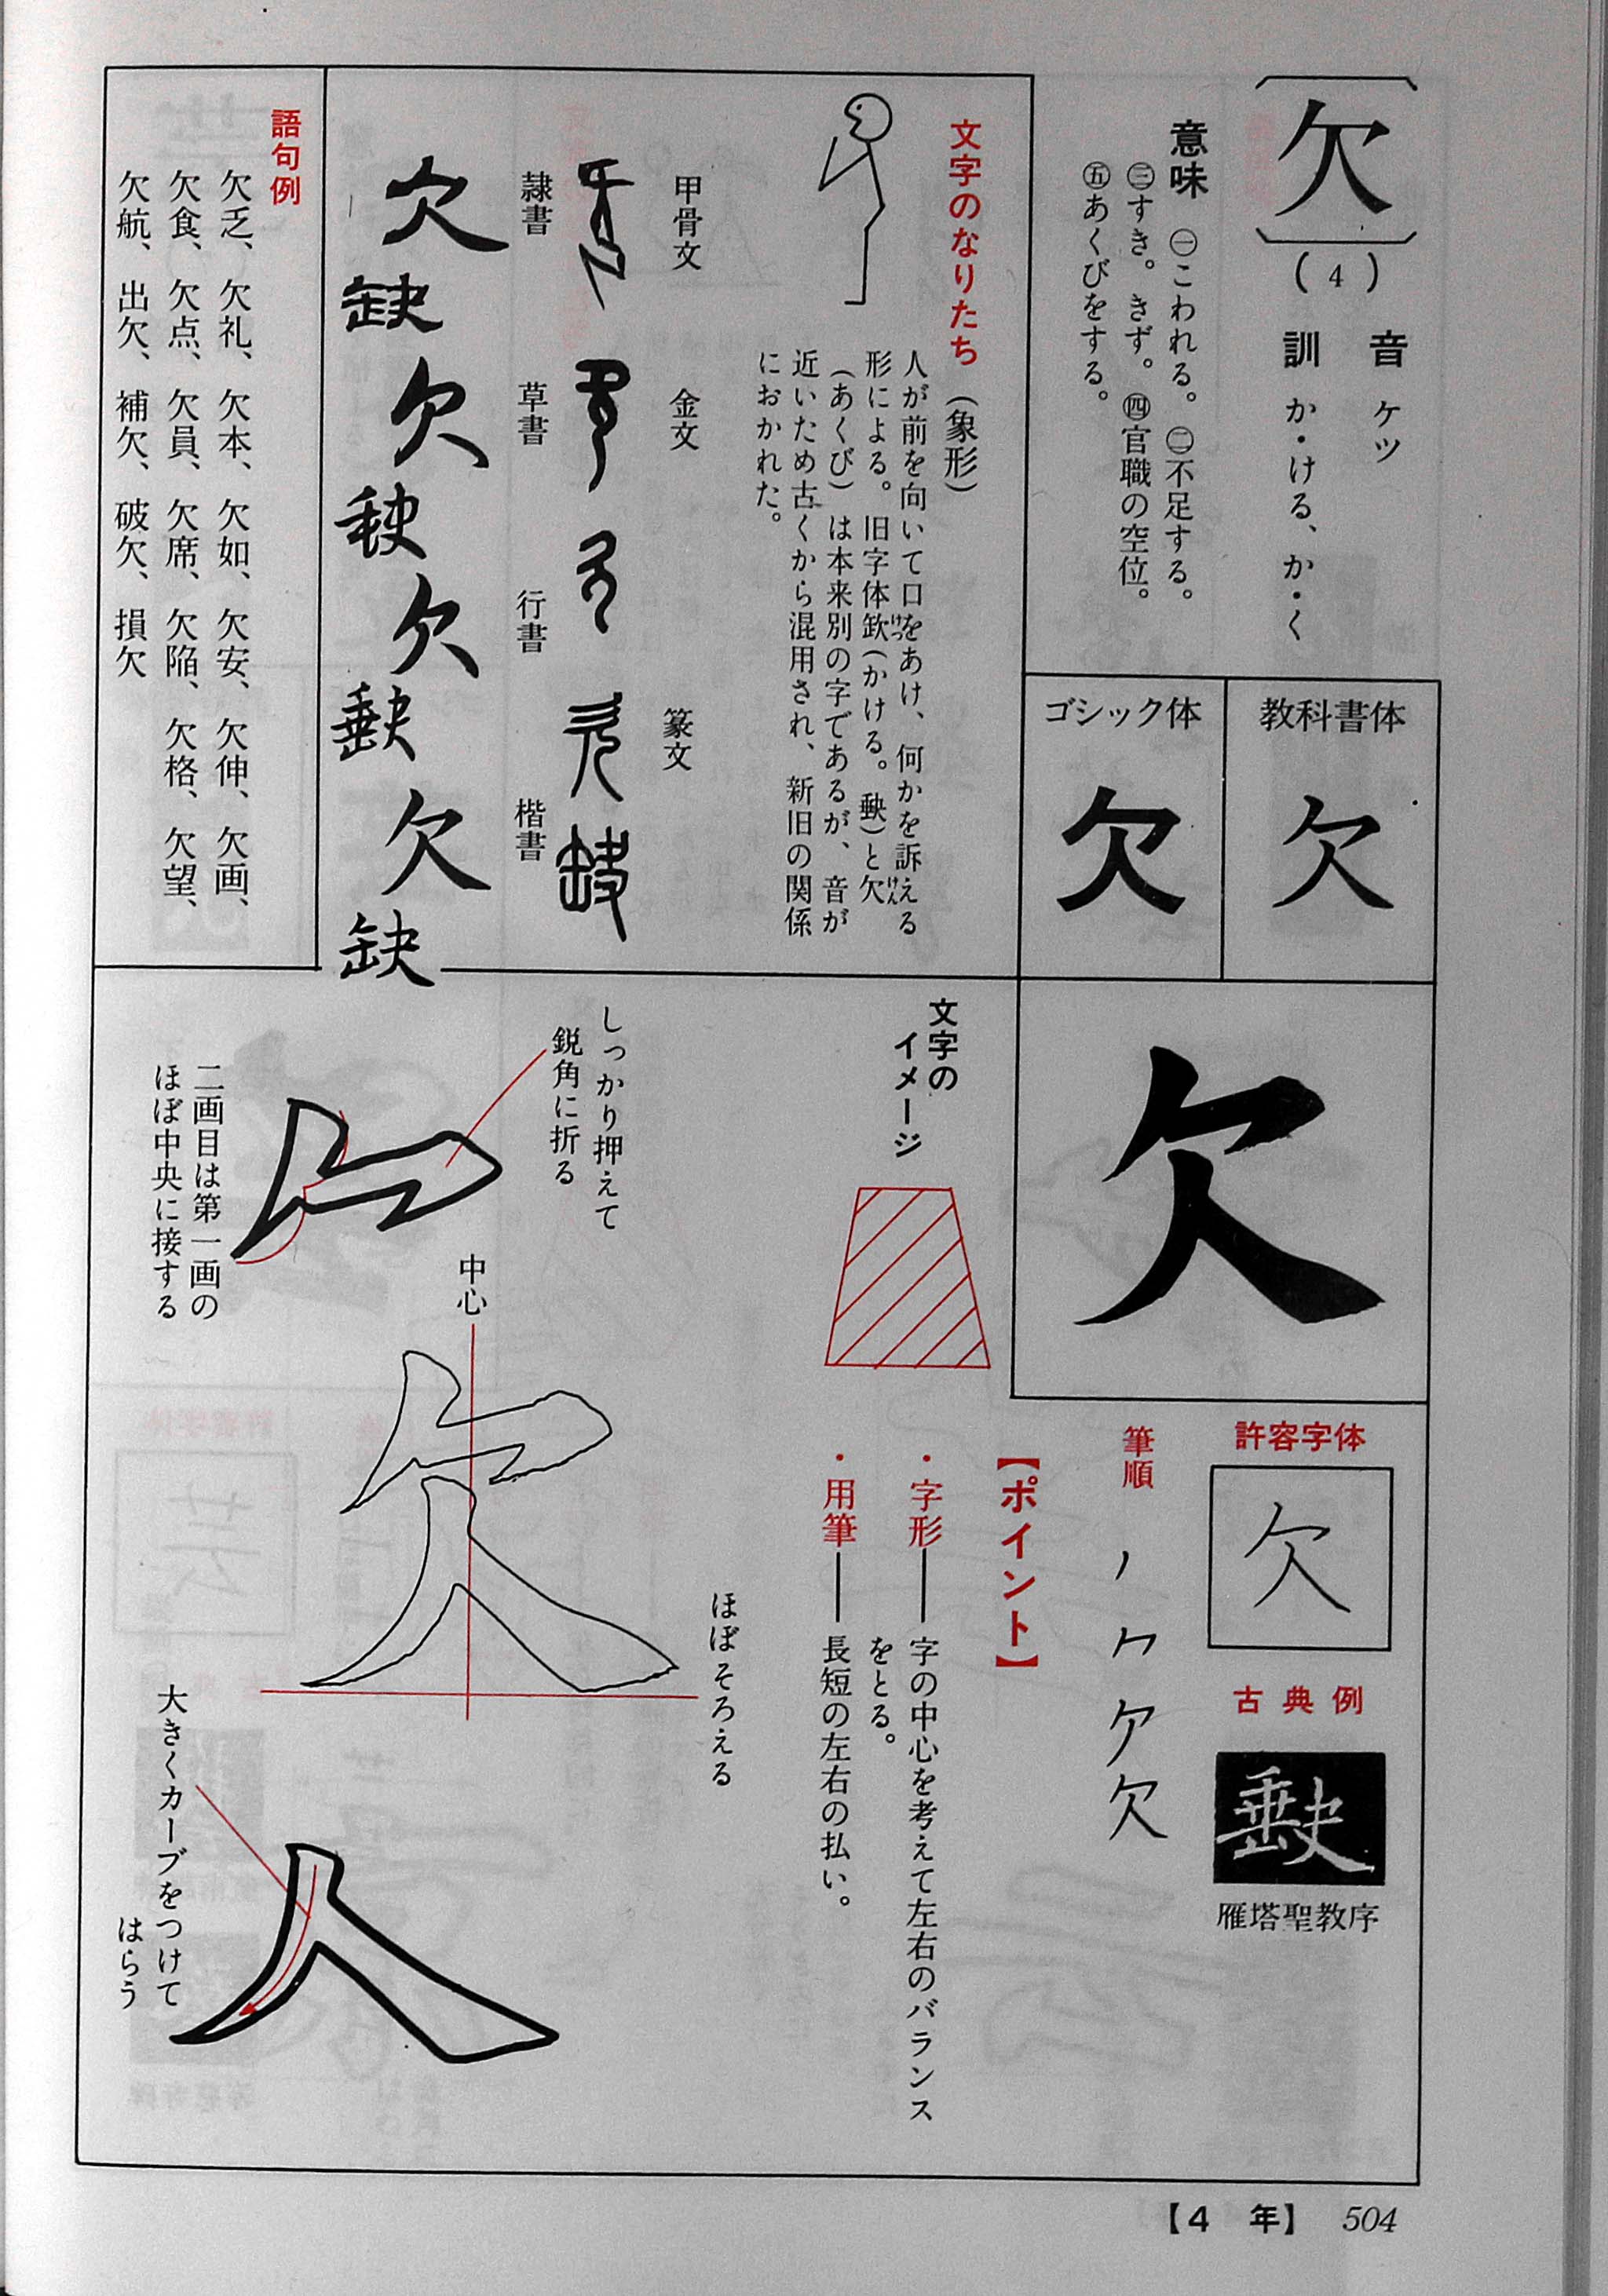 欠
(4)
音 ケツ
訓 か・ける、か・く
意味 ㊀こわれる。㊁不足する。
㊂すき。きず。㊃官職の空位。
㊄あくびをする。
教科書体
欠
ゴシック体
欠
欠
許容字体
欠
古典例
雁塔聖教序
筆順
欠
【ポイント】
・字形──字の中心を考えて左右のバランス
をとる。
・用筆──長短の左右の払い。
文字のなりたち(象形)
人が前を向いて口をあけ、何かを訴える
形による。旧字体欫(かける。𡍮)と欠
(あくび)は本来別の字であるが、音が
近いため古くから混用され、新旧の関係
におかれた。
甲骨文
金文
篆文
隷書
草書
行書
楷書
欠
缺
欠
欠
欠
缺
語句例
欠乏、欠礼、欠本、欠如、欠安、欠伸、欠画、
欠食、欠点、欠員、欠席、欠陥、欠格、欠望、
欠航、出欠、補欠、破欠、損欠
文字の
イメージ
しっかり押えて
鋭角に折る
二画目は第一画の
ほぼ中央に接する
中心
ほぼそろえる
大きくカーブをつけて
はらう
【4 年】 504